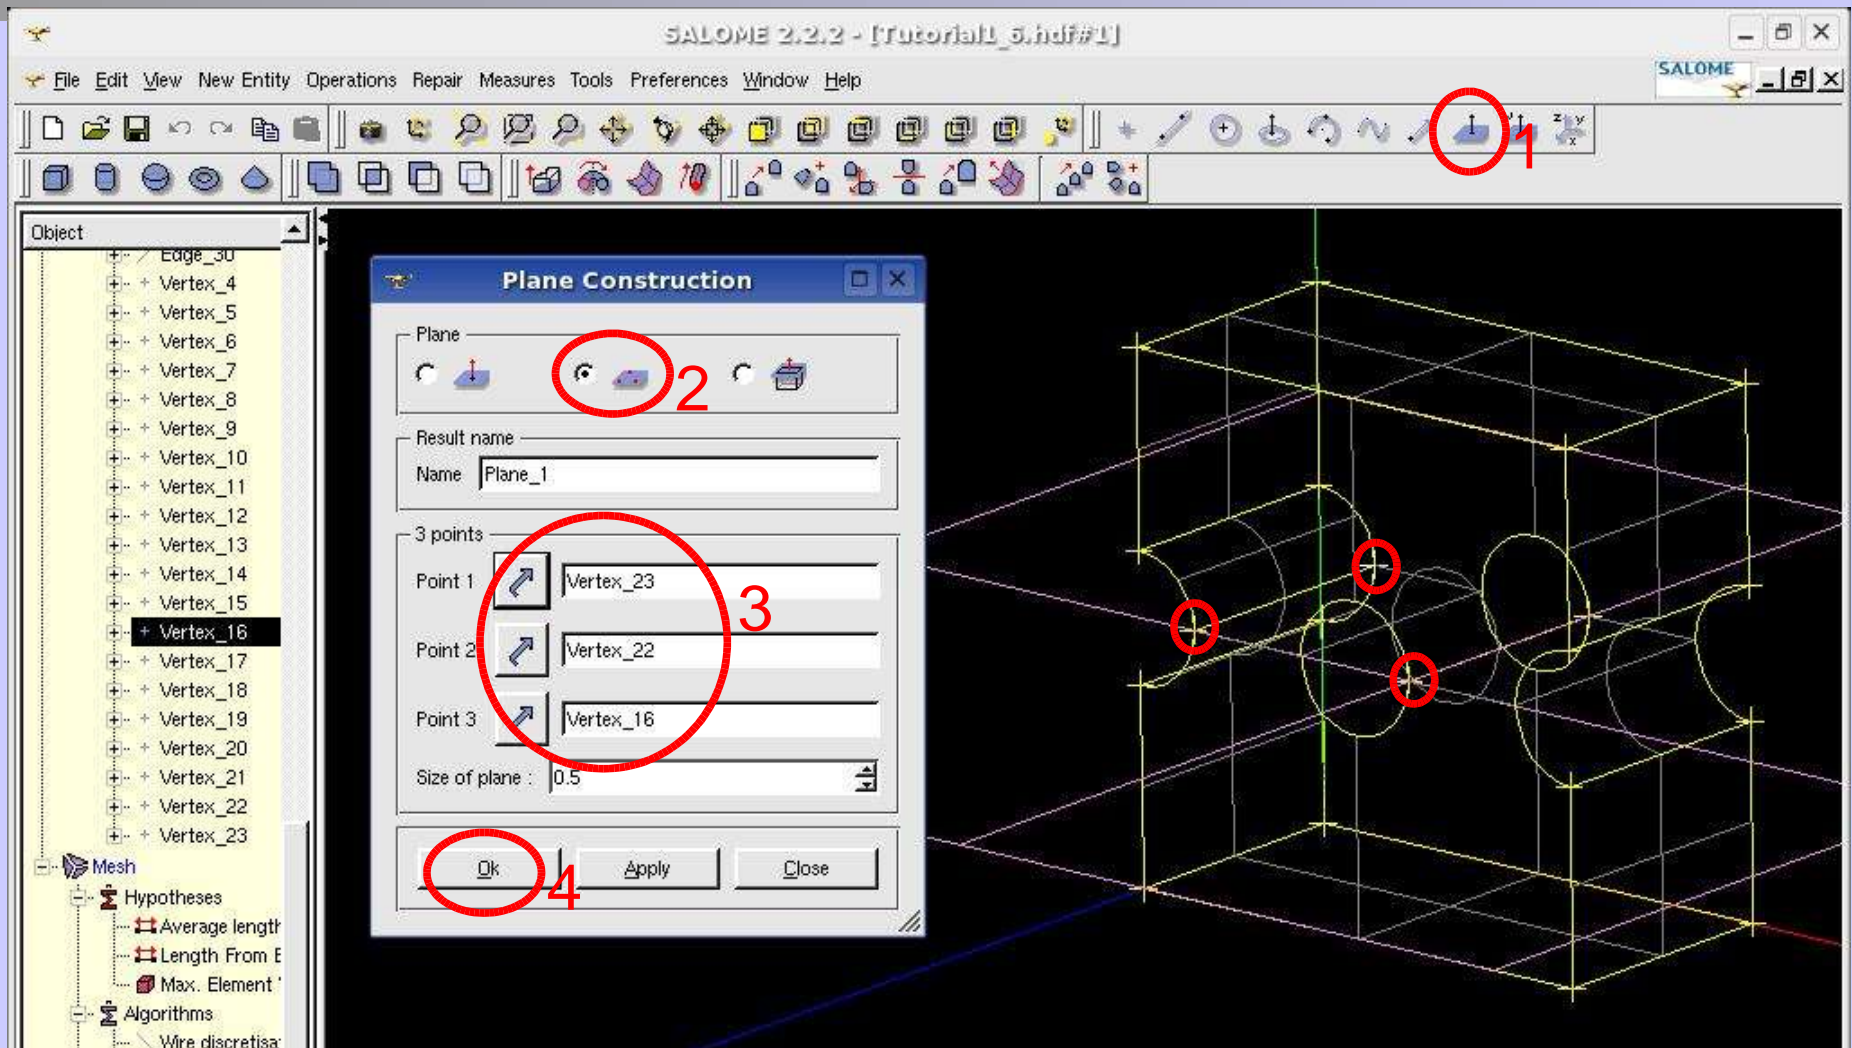 SALOME 2.2.2 - [Tutorial1_6.hdf#1]
File Edit View New Entity Operations Repair Measures Tools Preferences Window Help
SALOME
1
Object
Edge_30
Vertex_4
Vertex_5
Vertex_6
Vertex_7
Vertex_8
Vertex_9
Vertex_10
Vertex_11
Vertex_12
Vertex_13
Vertex_14
Vertex_15
Vertex_16
Vertex_17
Vertex_18
Vertex_19
Vertex_20
Vertex_21
Vertex_22
Vertex_23
Mesh
Hypotheses
Average length
Length From E
Max. Element
Algorithms
Wire discretisa
Plane Construction
Plane
2
Result name
Name Plane_1
3 points
Point 1 Vertex_23
3
Point 2 Vertex_22
Point 3 Vertex_16
Size of plane : 0.5
Ok Apply Close
4